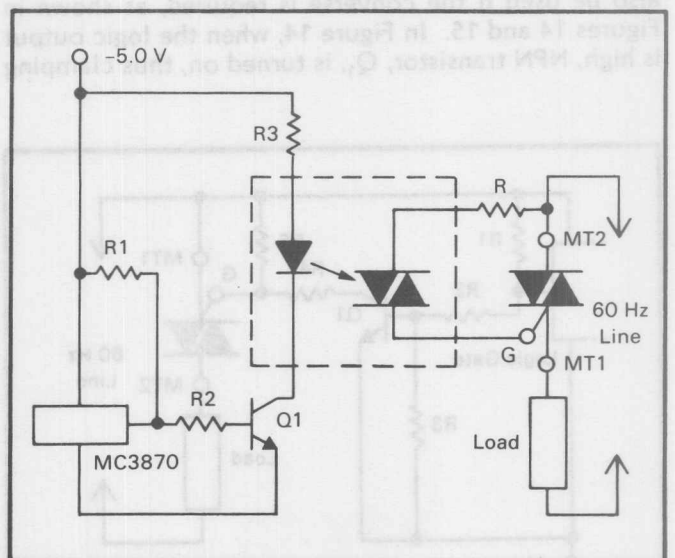 also be used if the converse is required, as shown in
Figures 14 and 15. In Figure 14, when the logic output
is high, NPN transistor, Q1, is turned on, thus clamping
-5.0 V
R3
R
MT2
R1
60 Hz
Line
G
MT1
R2
Q1
Load
MC3870